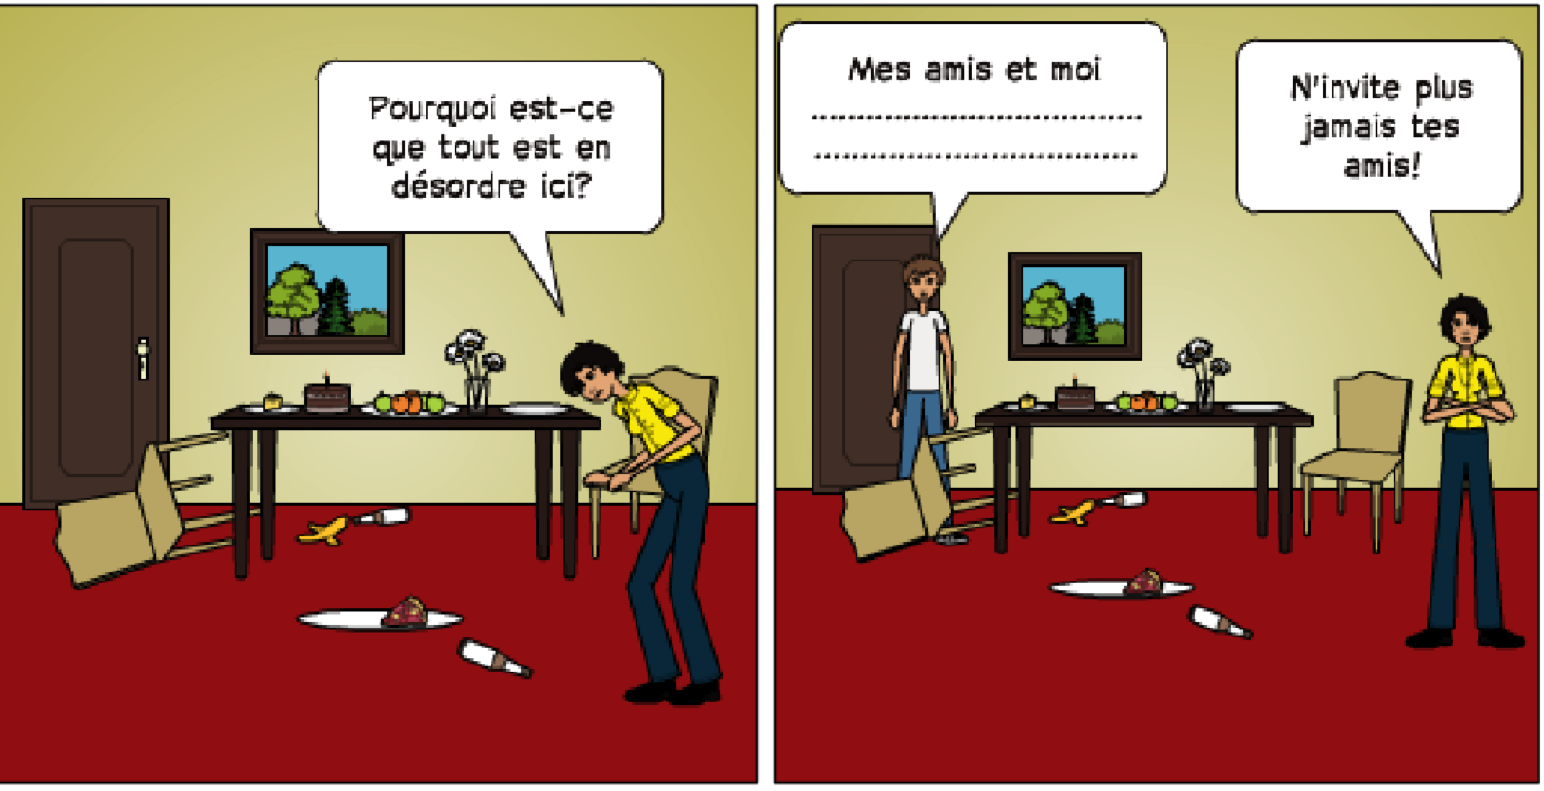 Pourquoi est-ce
que tout est en
désordre ici?
Mes amis et moi
....................................
...................................
N'invite plus
jamais tes
amis!